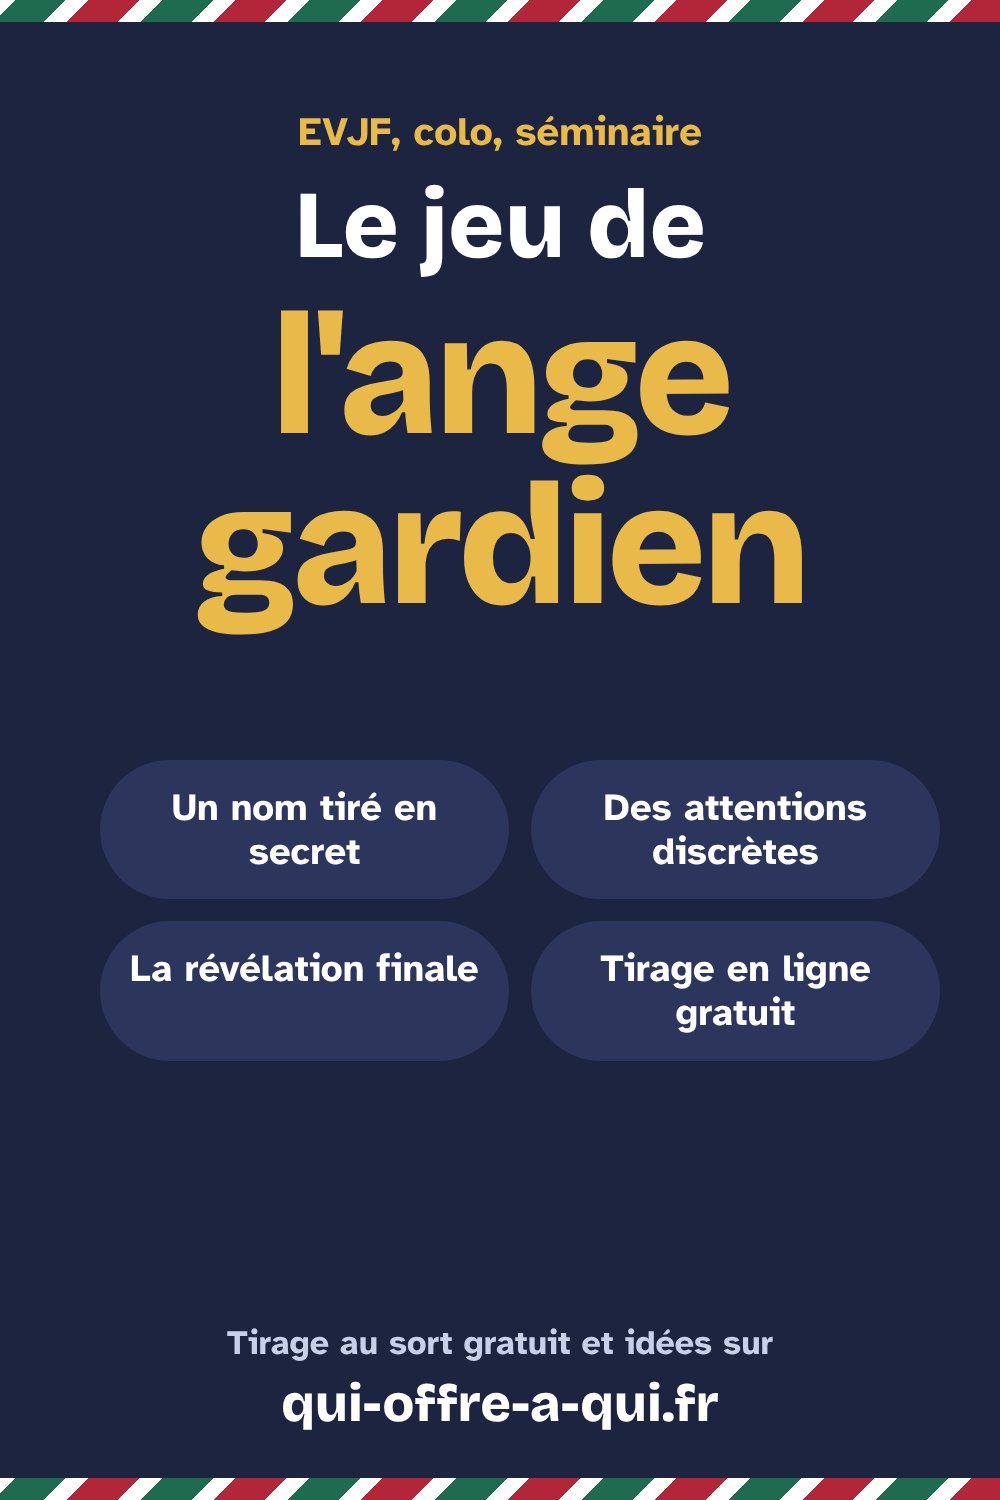 EVJF, colo, séminaire
Le jeu de
l'ange
gardien
Un nom tiré en
secret
Des attentions
discrètes
La révélation finale
Tirage en ligne
gratuit
Tirage au sort gratuit et idées sur
qui-offre-a-qui.fr